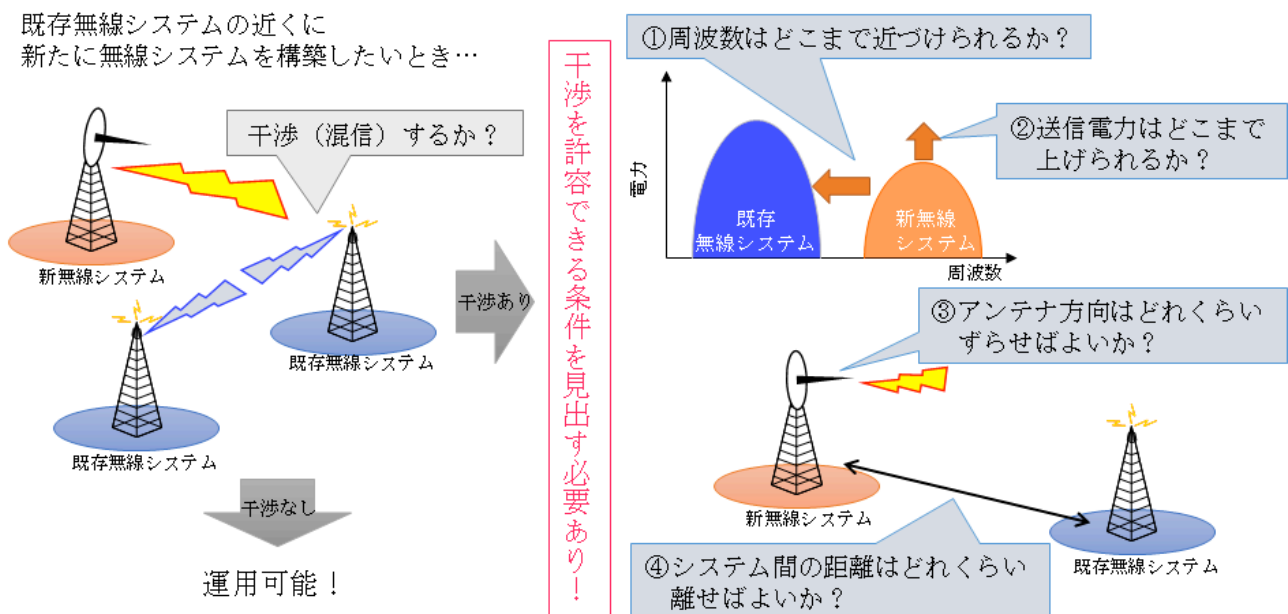 既存無線システムの近くに
新たに無線システムを構築したいとき…
干渉（混信）するか？
新無線システム
既存無線システム
既存無線システム
干渉あり
干渉なし
運用可能！
干渉を許容できる条件を見出す必要あり！
①周波数はどこまで近づけられるか？
②送信電力はどこまで
上げられるか？
電力
既存
無線システム
新無線
システム
周波数
③アンテナ方向はどれくらい
ずらせばよいか？
新無線システム
既存無線システム
④システム間の距離はどれくらい
離せばよいか？